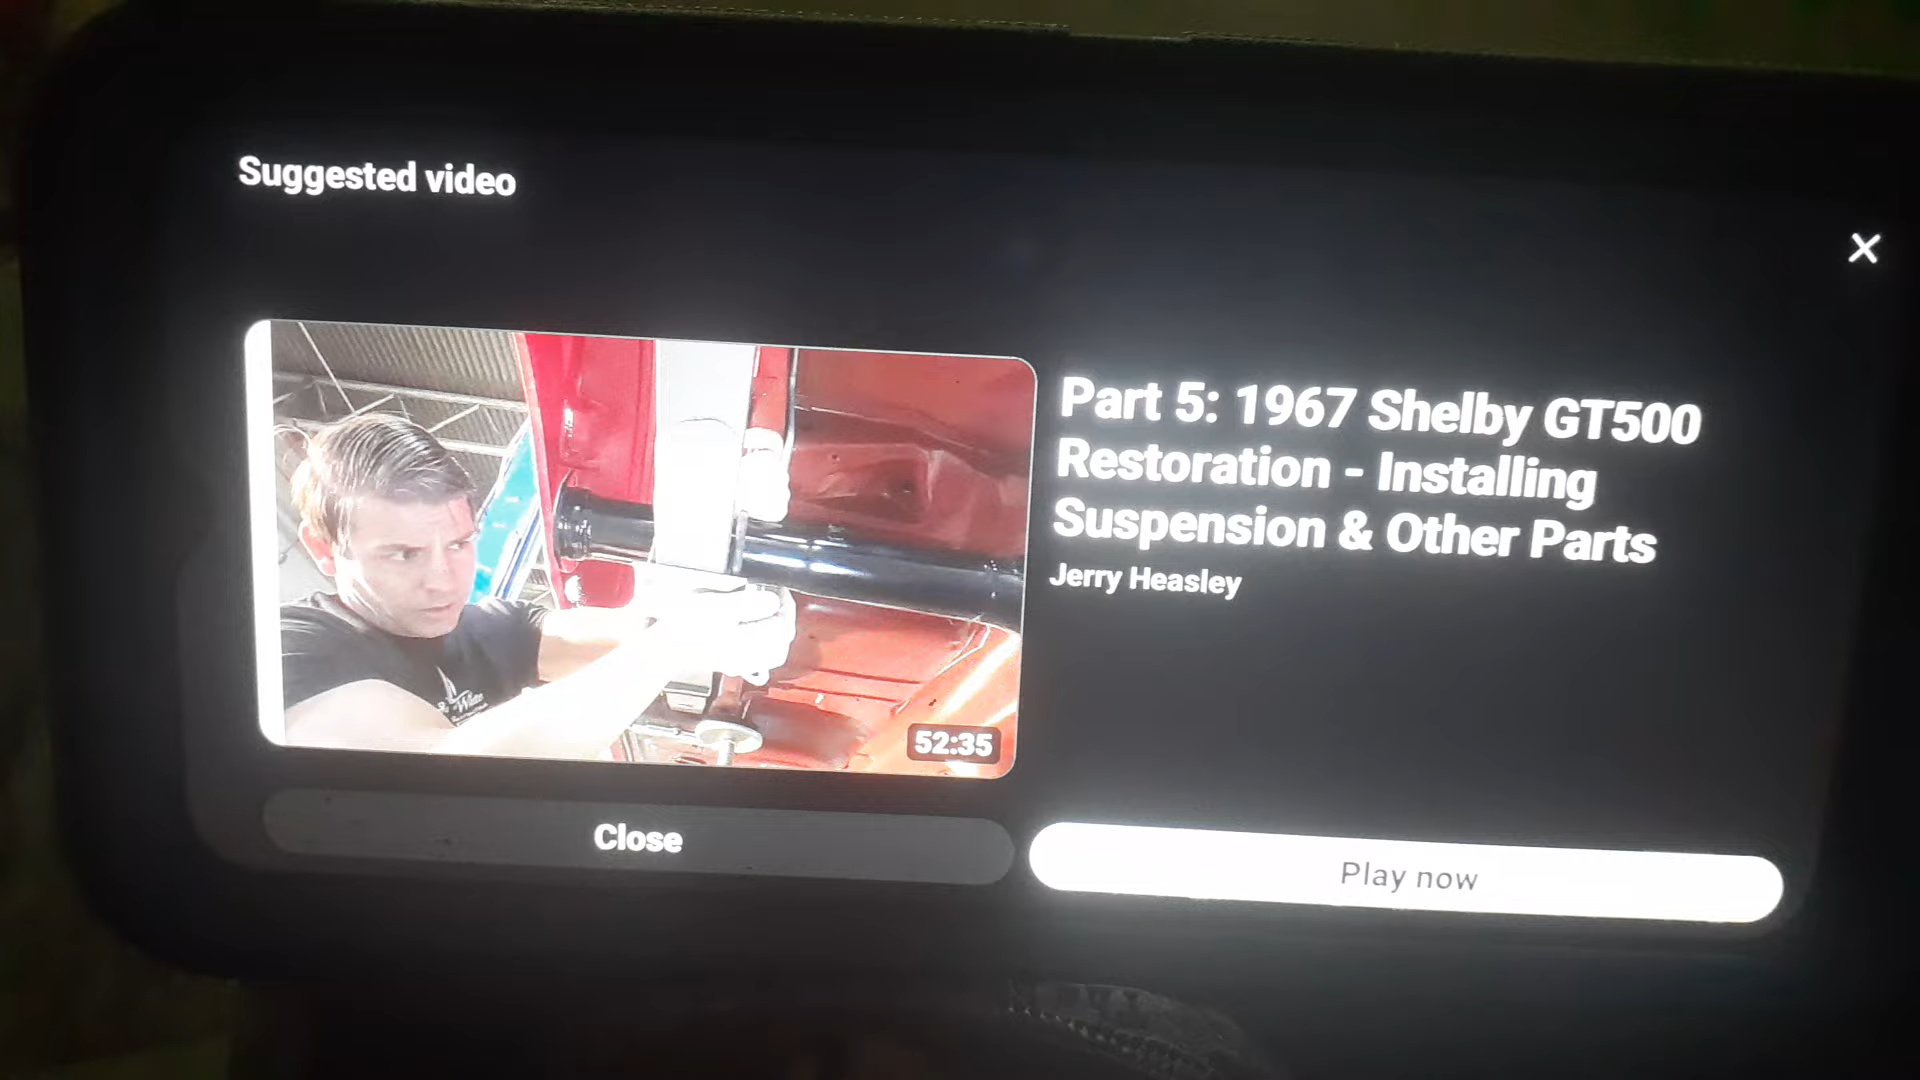 Suggested video
Part 5: 1967 Shelby GT500
Restoration - Installing
Suspension & Other Parts
Jerry Heasley
52:35
Close
Play now